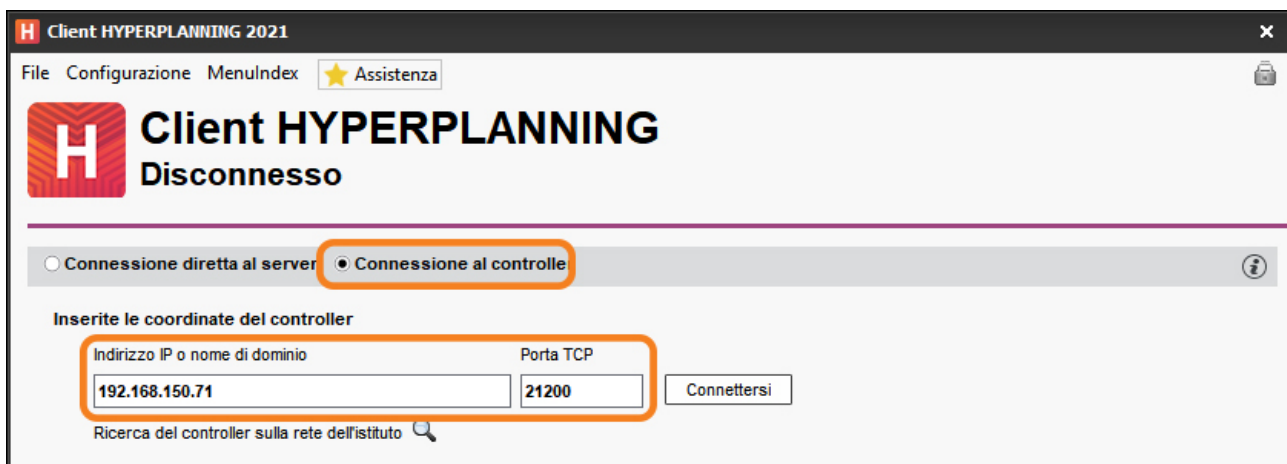 H Client HYPERPLANNING 2021
File Configurazione MenuIndex Assistenza
H Client HYPERPLANNING
Disconnesso
Connessione diretta al server Connessione al controller
Inserite le coordinate del controller
Indirizzo IP o nome di dominio Porta TCP
192.168.150.71 21200 Connettersi
Ricerca del controller sulla rete dell'istituto